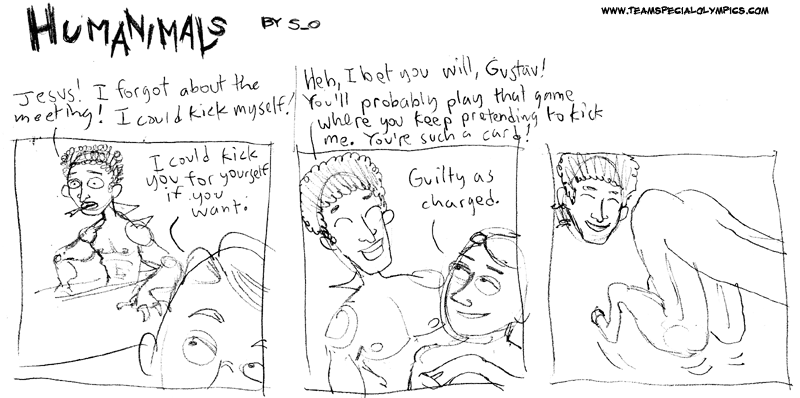 HUMANIMALS
BY S_O
WWW.TEAMSPECIALOLYMPICS.COM
Jesus! I forgot about the
meeting! I could kick myself!
I could kick
you for yourself
if you
want.
Heh, I bet you will, Gustav!
You'll probably play that game
where you keep pretending to kick
me. You're such a card!
Guilty as
charged.